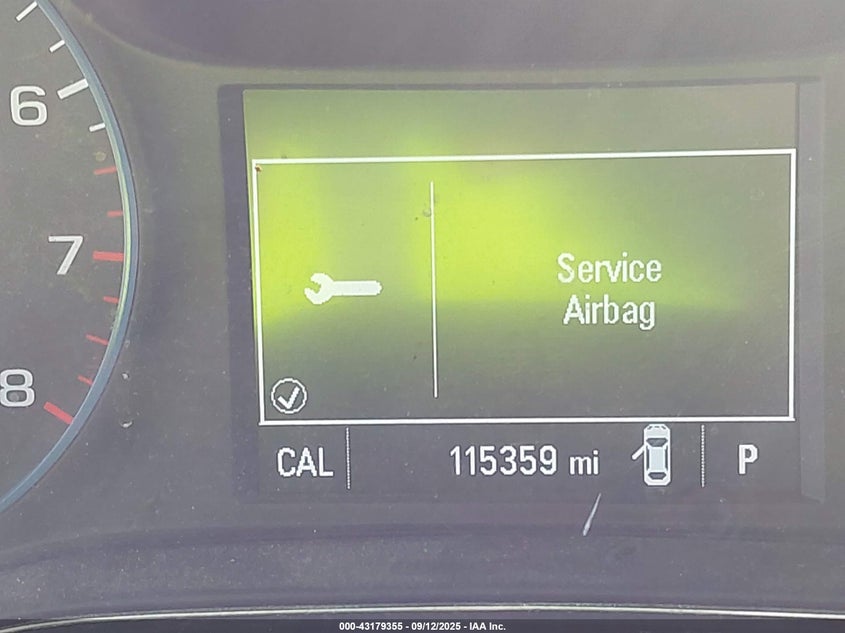 6
7
8
Service
Airbag
CAL
115359 mi
P
000-43179355 - 09/12/2025 - IAA Inc.